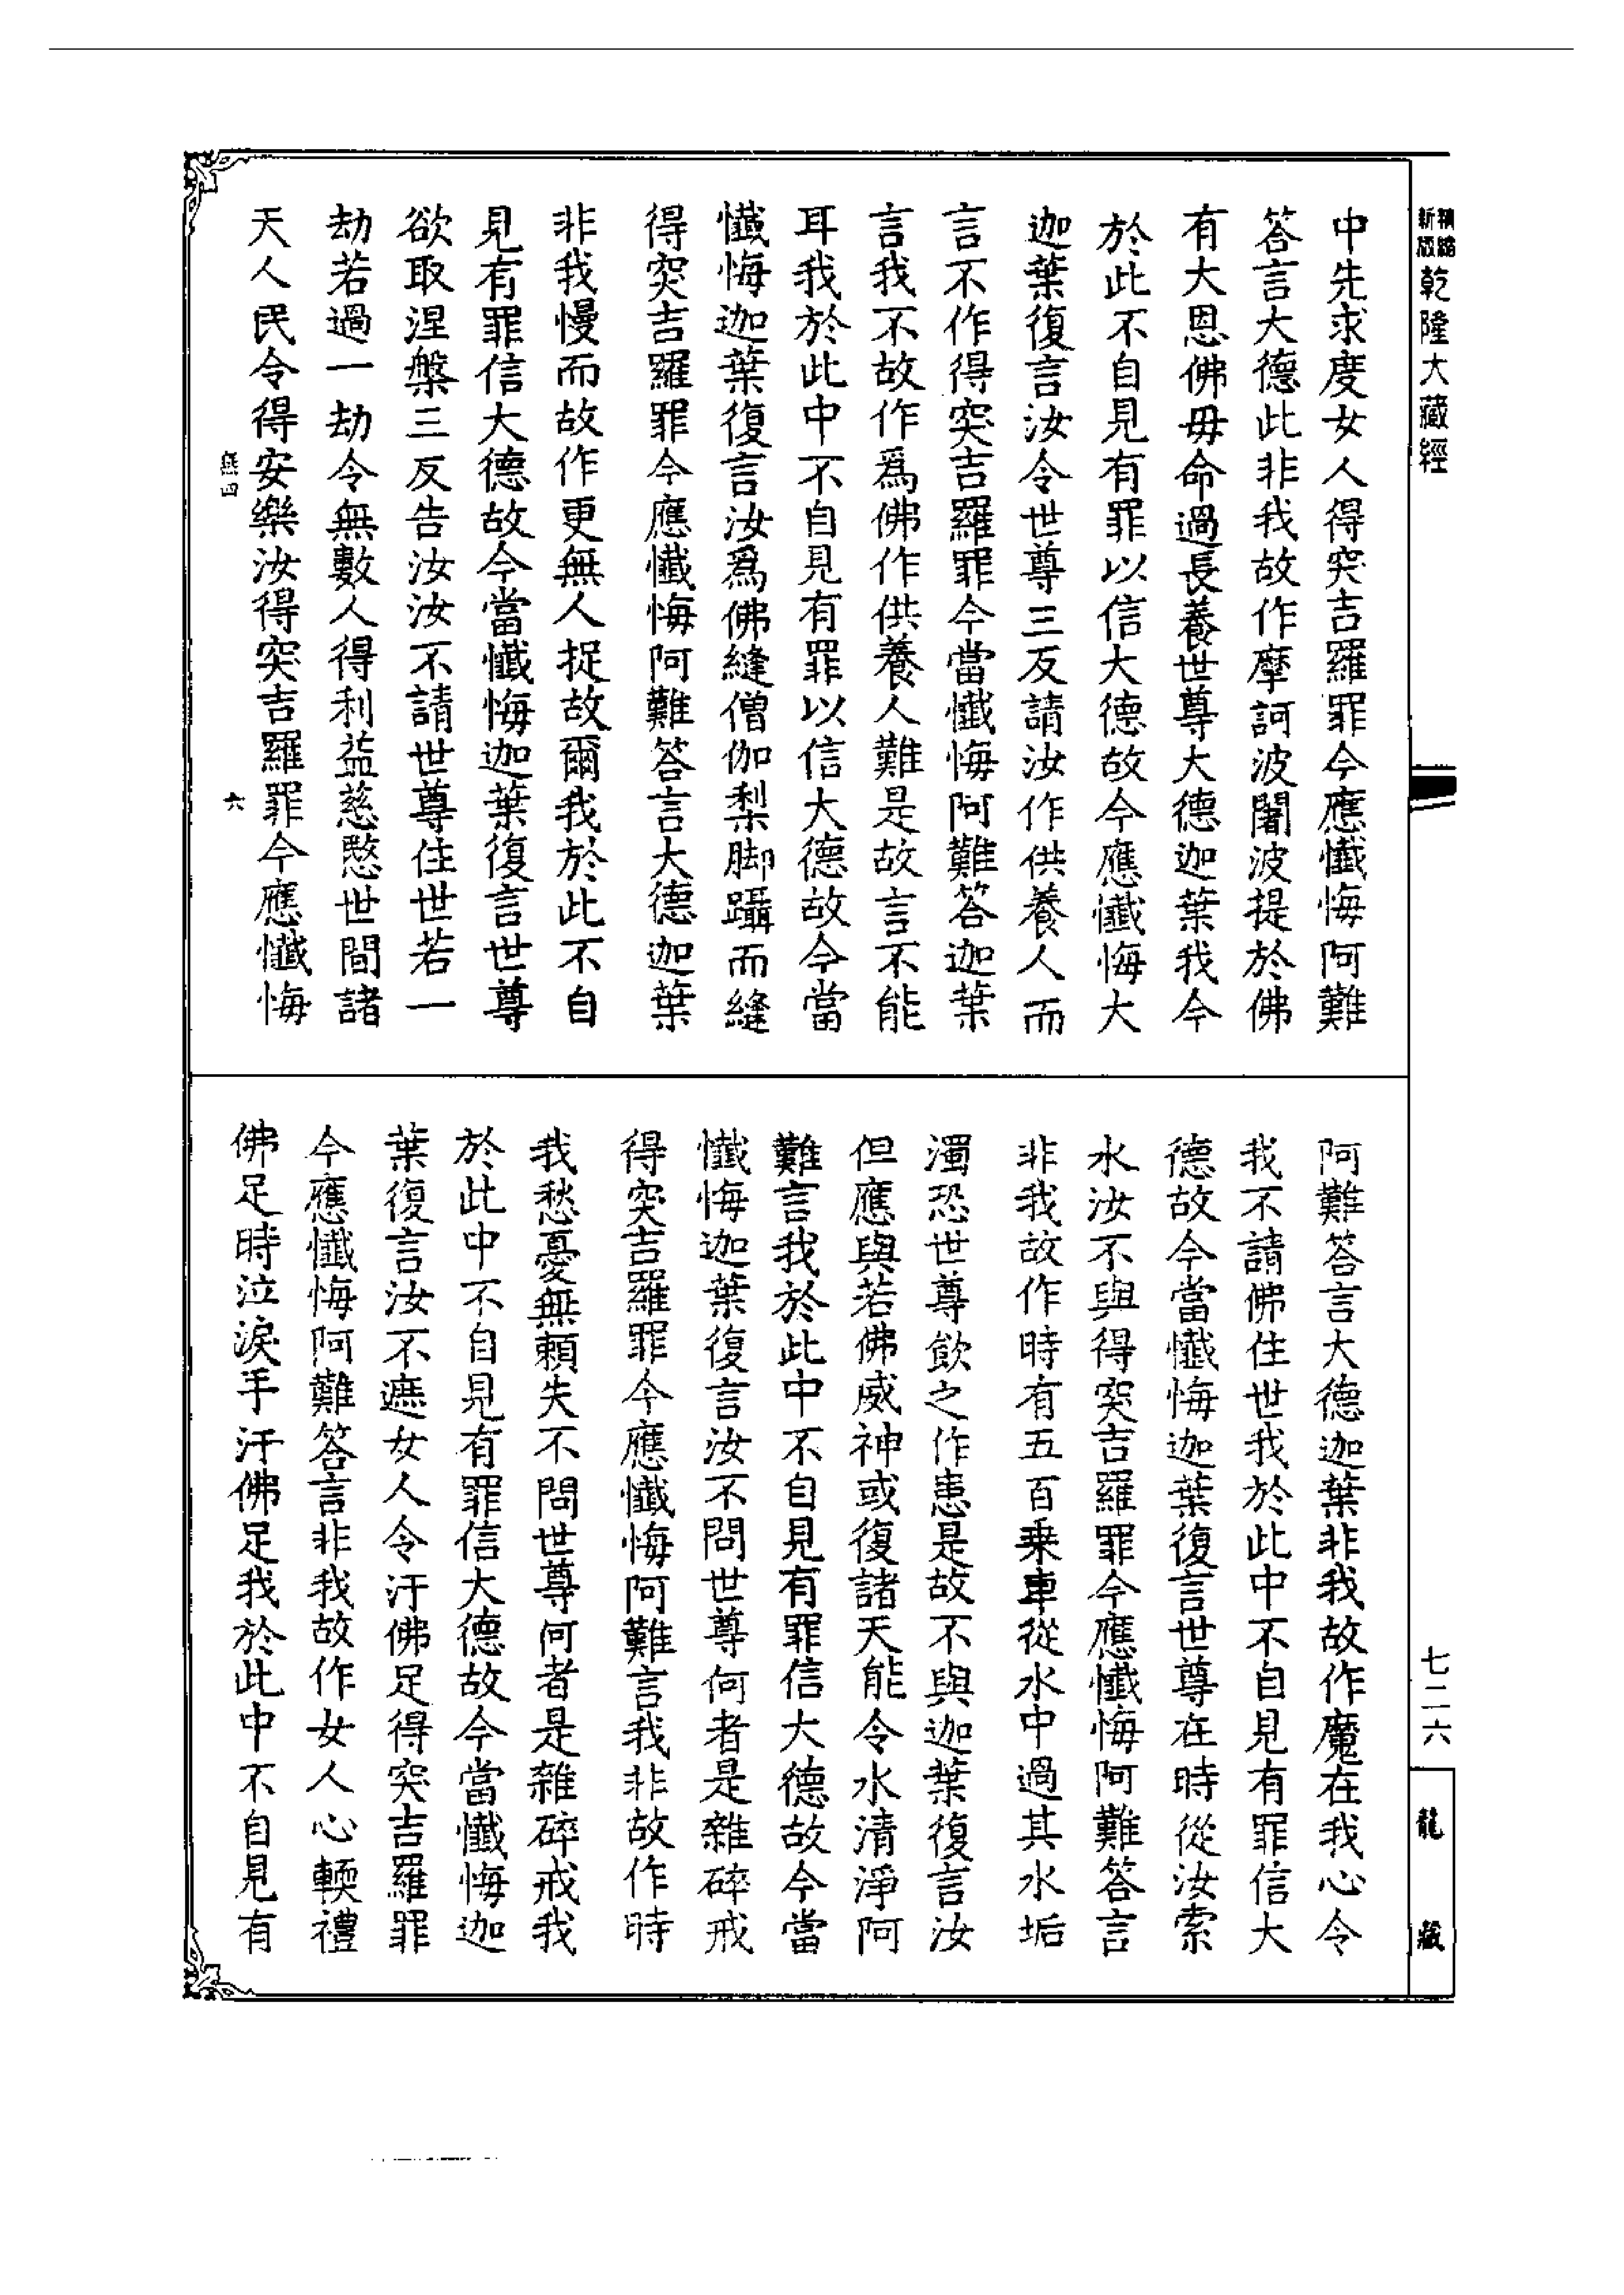 精縮
新版
乾隆大藏經
中先求度女人得突吉羅罪今應懺悔阿難
答言大德此非我故作摩訶波闍波提於佛
有大恩佛毋命過長養世尊大德迦葉我今
於此不自見有罪以信大德故今應懺悔大
迦葉復言汝令世尊三反請汝作供養人而
言不作得突吉羅罪今當懺悔阿難答迦葉
言我不故作爲佛作供養人難是故言不能
耳我於此中不自見有罪以信大德故今當
懺悔迦葉復言汝爲佛縫僧伽梨脚躡而縫
得突吉羅罪今應懺悔阿難答言大德迦葉
非我慢而故作更無人捉故爾我於此不自
見有罪信大德故今當懺悔迦葉復言世尊
欲取涅槃三反告汝汝不請世尊住世若一
劫若過一劫令無數人得利益慈愍世間諸
天人民令得安樂汝得突吉羅罪今應懺悔
無四
六
阿難答言大德迦葉非我故作魔在我心令
我不請佛住世我於此中不自見有罪信大
德故今當懺悔迦葉復言世尊在時從汝索
水汝不與得突吉羅罪今應懺悔阿難答言
非我故作時有五百乗車從水中過其水垢
濁恐世尊飲之作患是故不與迦葉復言汝
但應與若佛威神或復諸天能令水清淨阿
難言我於此中不自見有罪信大德故今當
懺悔迦葉復言汝不問世尊何者是雜碎戒
得突吉羅罪今應懺悔阿難言我非故作時
我愁憂無頼失不問世尊何者是雜碎戒我
於此中不自見有罪信大德故今當懺悔迦
葉復言汝不遮女人令汙佛足得突吉羅罪
今應懺悔阿難答言非我故作女人心輭禮
佛足時泣淚手汙佛足我於此中不自見有
七二六
龍藏